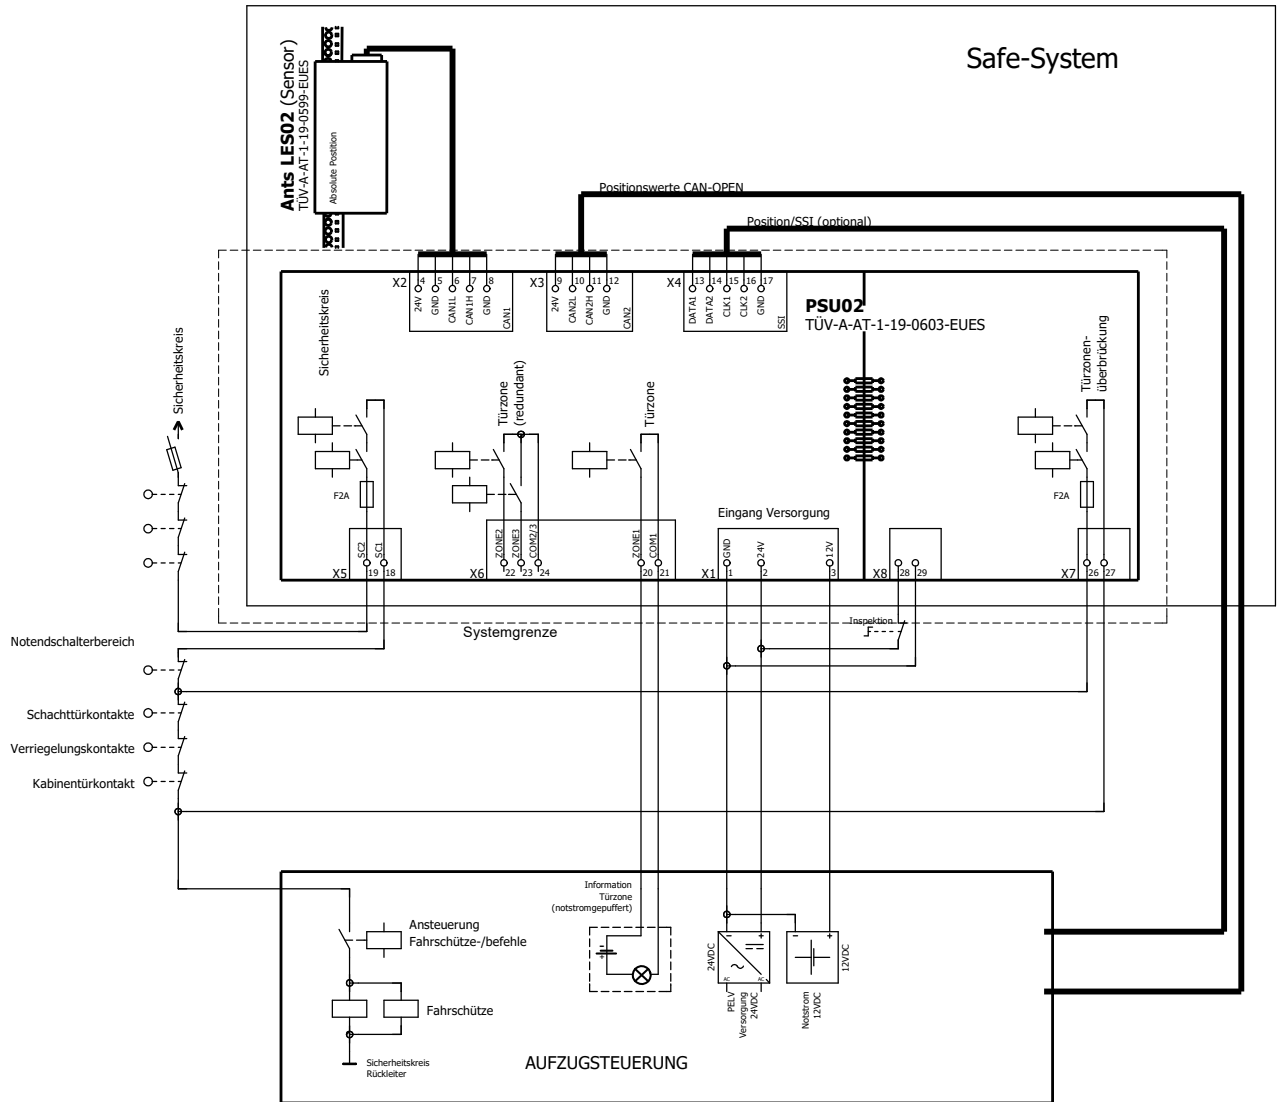 Safe-System
Ants LES02 (Sensor)
TÜV-A-AT-1-19-0599-EUES
Absolute Postition
Positionswerte CAN-OPEN
Position/SSI (optional)
X2 4 5 6 7 8
24V GND CAN1L CAN1H GND CAN1
X3 9 10 11 12
24V CAN2L CAN2H GND CAN2
X4 13 14 15 16 17
DATA1 DATA2 CLK1 CLK2 GND SSI
PSU02
TÜV-A-AT-1-19-0603-EUES
Sicherheitskreis
Sicherheitskreis
Türzone
(redundant)
Türzone
Türzonen-
überbrückung
F2A
F2A
Eingang Versorgung
SC2 SC1
X5 19 18
ZONE2 ZONE3 COM2/3 ZONE1 COM1
X6 22 23 24 20 21
GND 24V 12V
X1 1 2 3
X8 28 29
X7 26 27
Inspektion
Systemgrenze
Notendschalterbereich
Schachttürkontakte
Verriegelungskontakte
Kabinentürkontakt
Information
Türzone
(notstromgepuffert)
Ansteuerung
Fahrschütze-/befehle
Fahrschütze
Sicherheitskreis
Rückleiter
24VDC
- +
AC AC
PELV
Versorgung
24VDC
- +
12VDC
Notstrom
12VDC
AUFZUGSTEUERUNG